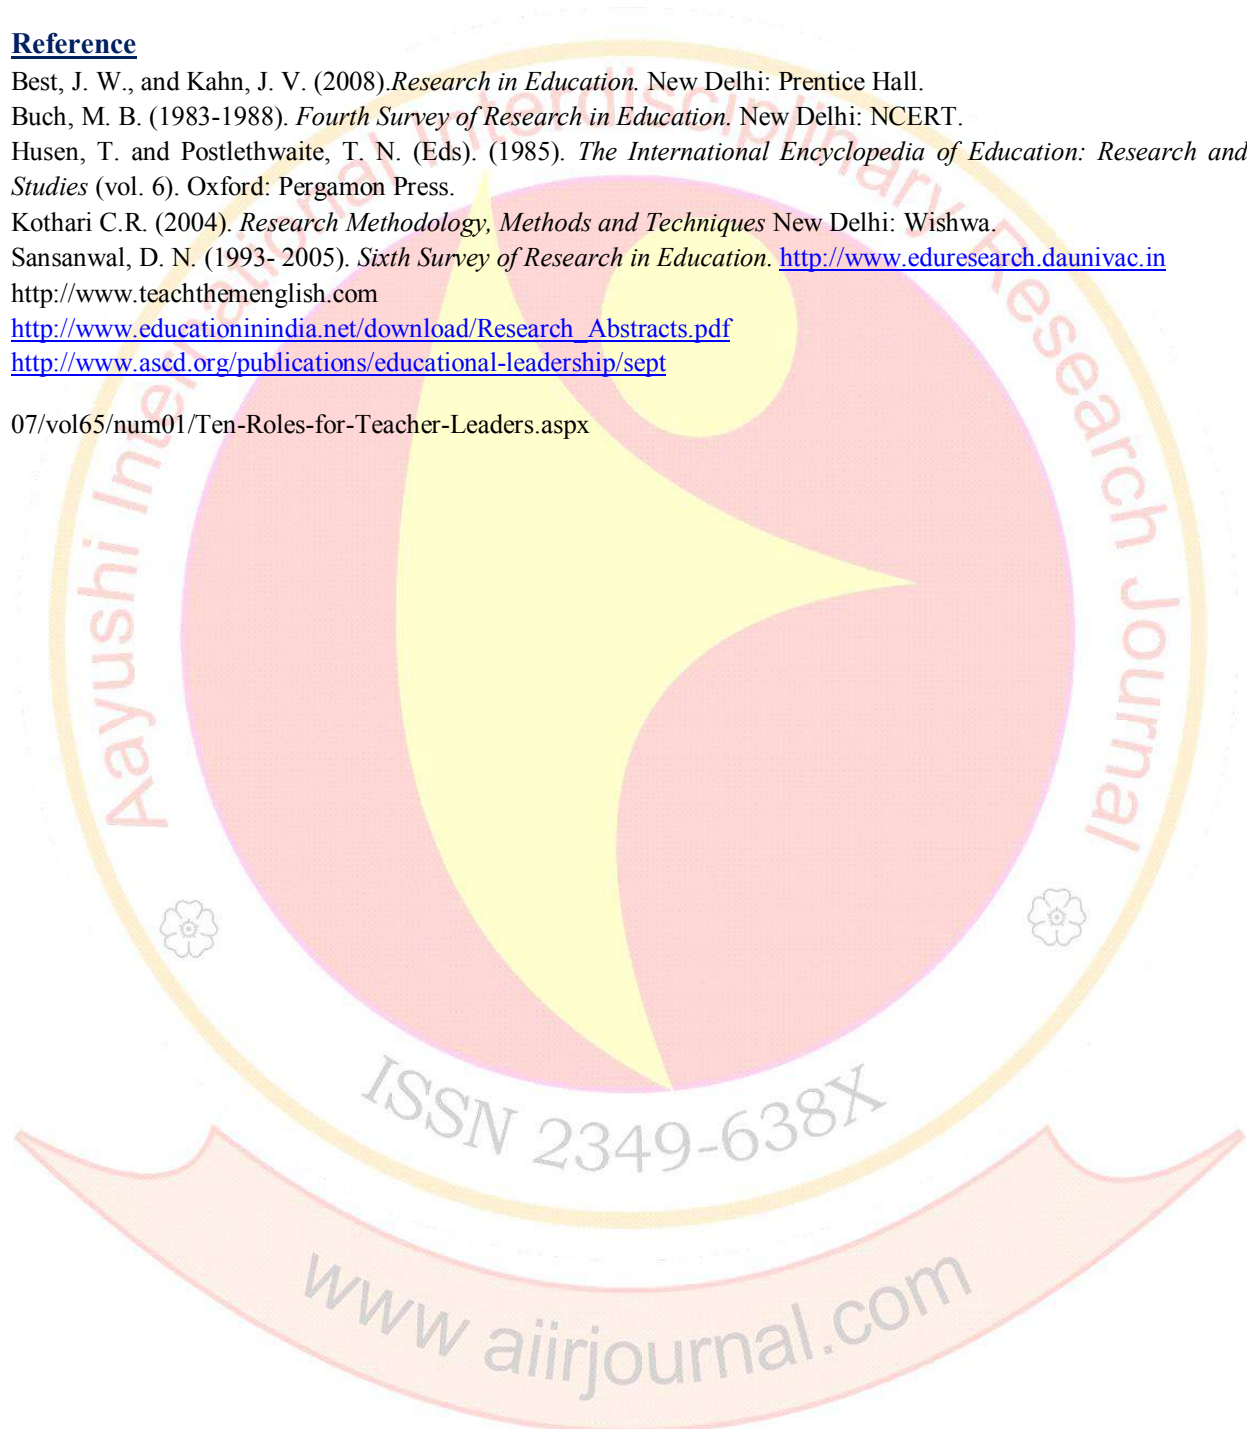 Reference
Best, J. W., and Kahn, J. V. (2008).Research in Education. New Delhi: Prentice Hall.
Buch, M. B. (1983-1988). Fourth Survey of Research in Education. New Delhi: NCERT.
Husen, T. and Postlethwaite, T. N. (Eds). (1985). The International Encyclopedia of Education: Research and
Studies (vol. 6). Oxford: Pergamon Press.
Kothari C.R. (2004). Research Methodology, Methods and Techniques New Delhi: Wishwa.
Sansanwal, D. N. (1993- 2005). Sixth Survey of Research in Education. http://www.eduresearch.daunivac.in
http://www.teachthemenglish.com
http://www.educationinindia.net/download/Research_Abstracts.pdf
http://www.ascd.org/publications/educational-leadership/sept
07/vol65/num01/Ten-Roles-for-Teacher-Leaders.aspx
Aayushi International Interdisciplinary Research Journal
ISSN 2349-638X
www aiirjournal.com